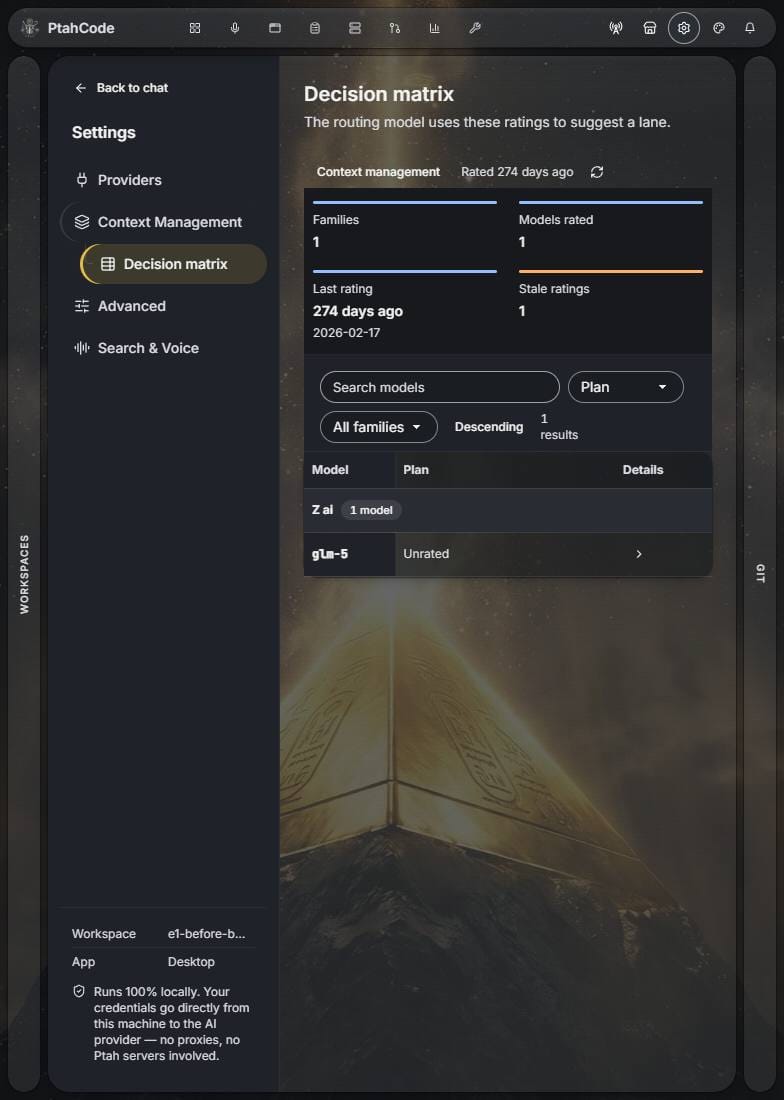 PtahCode
WORKSPACES
Back to chat
Settings
Providers
Context Management
Decision matrix
Advanced
Search & Voice
Workspace e1-before-b...
App Desktop
Runs 100% locally. Your
credentials go directly from
this machine to the AI
provider — no proxies, no
Ptah servers involved.
Decision matrix
The routing model uses these ratings to suggest a lane.
Context management Rated 274 days ago
Families Models rated
1 1
Last rating Stale ratings
274 days ago 1
2026-02-17
Search models Plan
All families Descending 1
results
Model Plan Details
Z ai 1 model
glm-5 Unrated
GIT